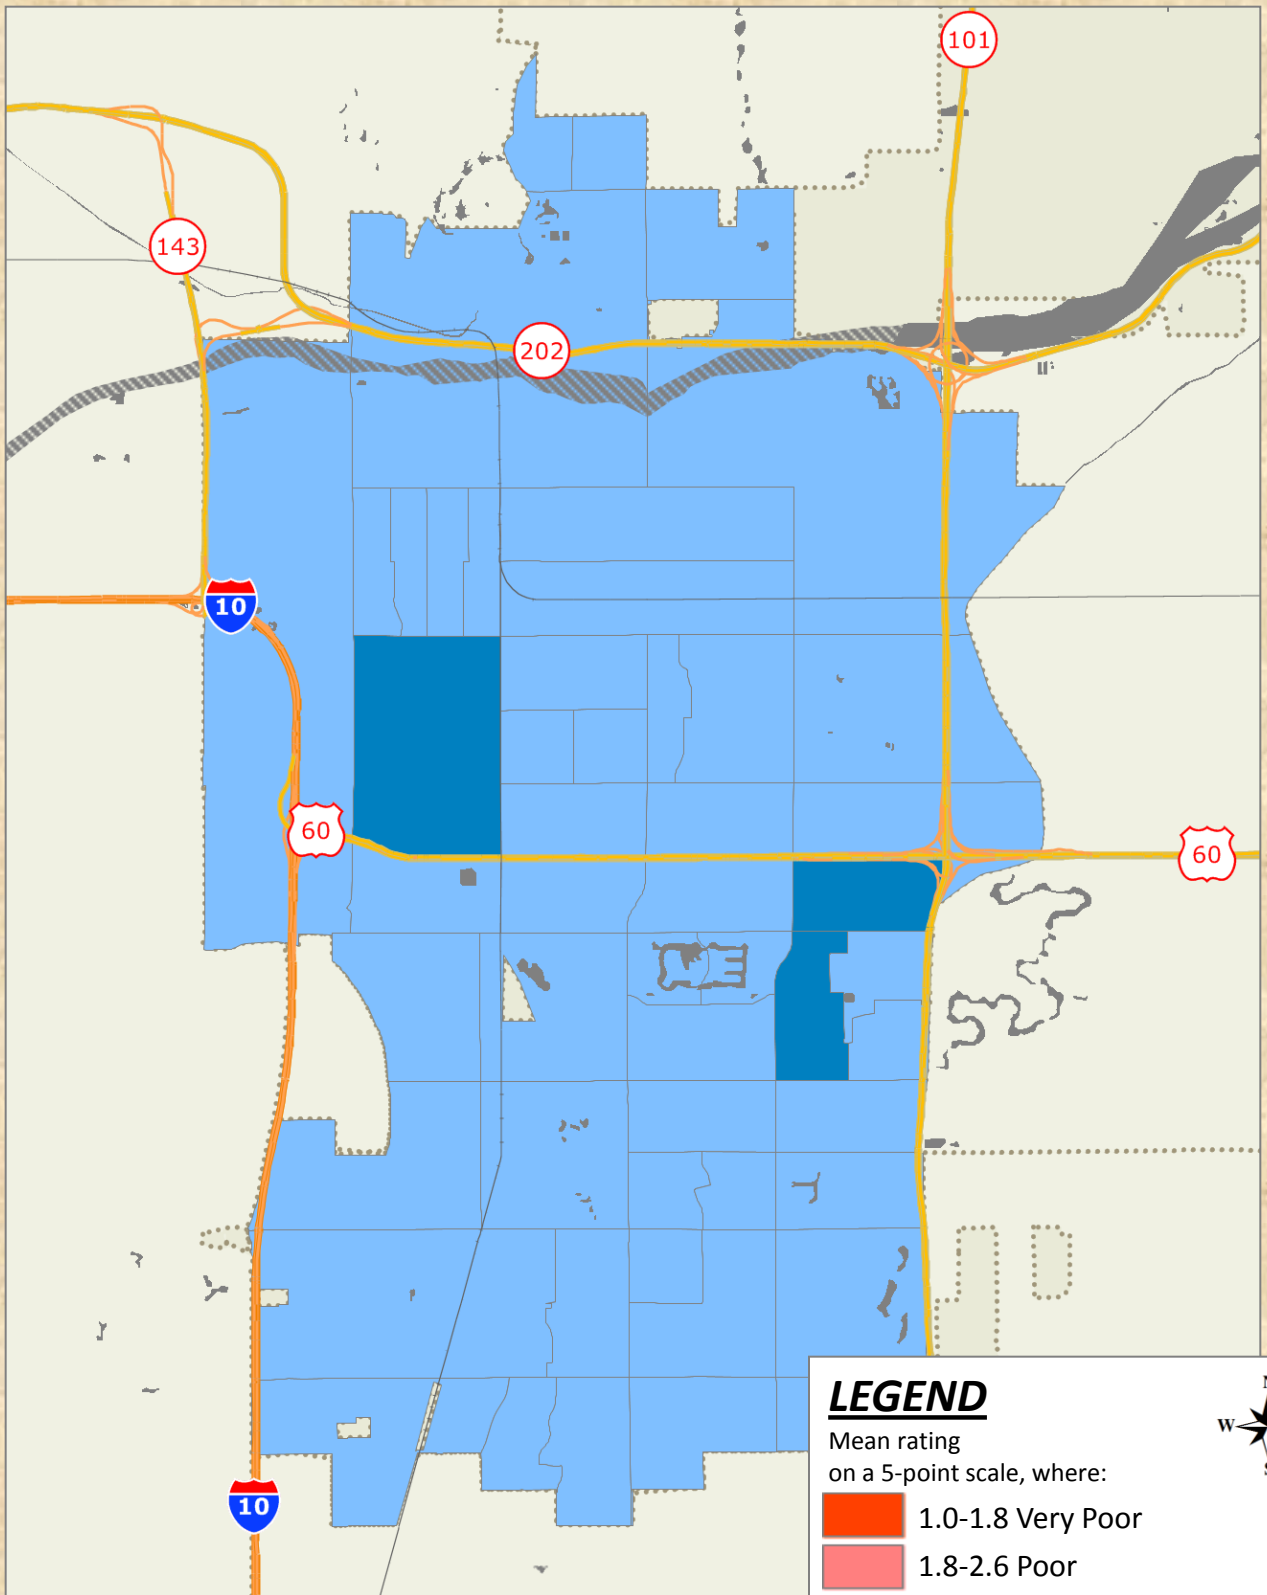 101
143
202
10
60
60
10
LEGEND
Mean rating
on a 5-point scale, where:
W
1.0-1.8 Very Poor
1.8-2.6 Poor